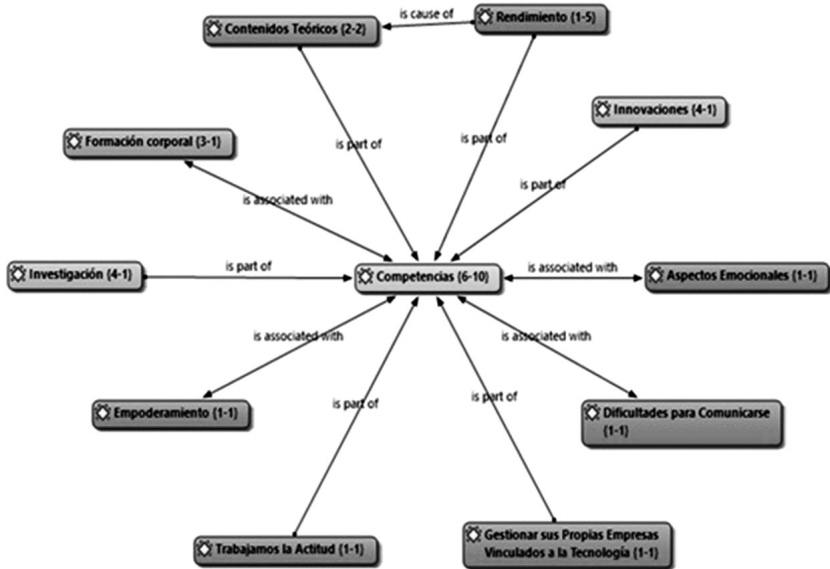 is cause of
Contenidos Teóricos {2-2}
Rendimiento {1-5}
Innovaciones {4-1}
Formación corporal {3-1}
is part of
is part of
is part of
is associated with
Investigación {4-1}
is part of
Competencias {6-10}
is associated with
Aspectos Emocionales {1-1}
is associated with
is associated with
Empoderamiento {1-1}
is part of
is part of
Dificultades para Comunicarse
{1-1}
Trabajamos la Actitud {1-1}
Gestionar sus Propias Empresas
Vinculados a la Tecnología {1-1}